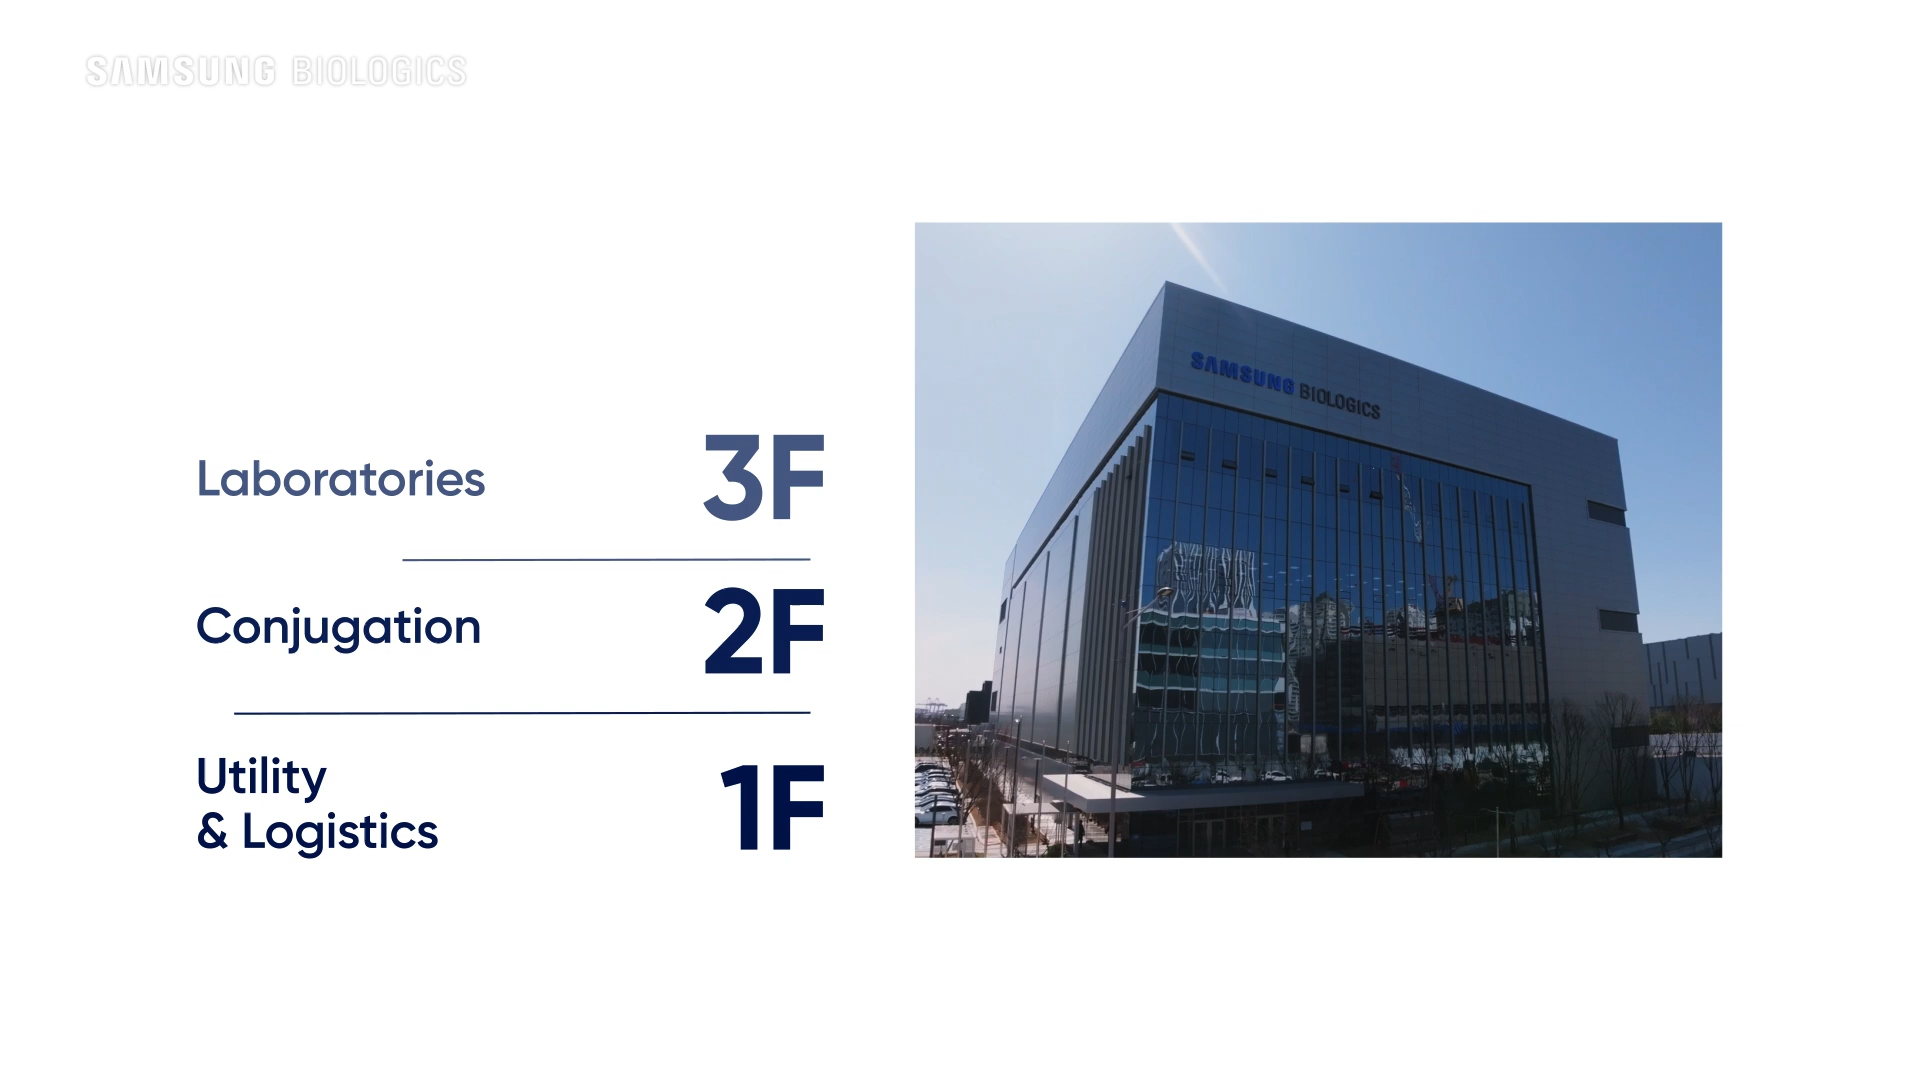 SAMSUNG BIOLOGICS
Laboratories 3F
Conjugation 2F
Utility
& Logistics 1F
SAMSUNG BIOLOGICS